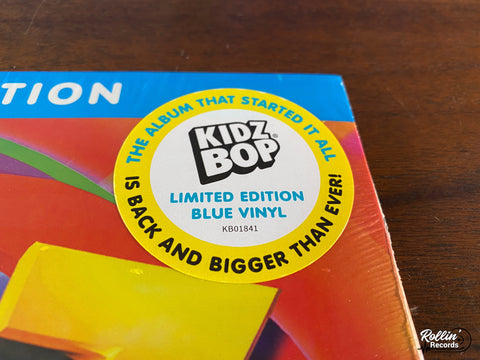 TION
THE ALBUM THAT STARTED IT ALL
KIDZ
BOP®
LIMITED EDITION
BLUE VINYL
KB01841
IS BACK AND BIGGER THAN EVER!
Rollin'
Records